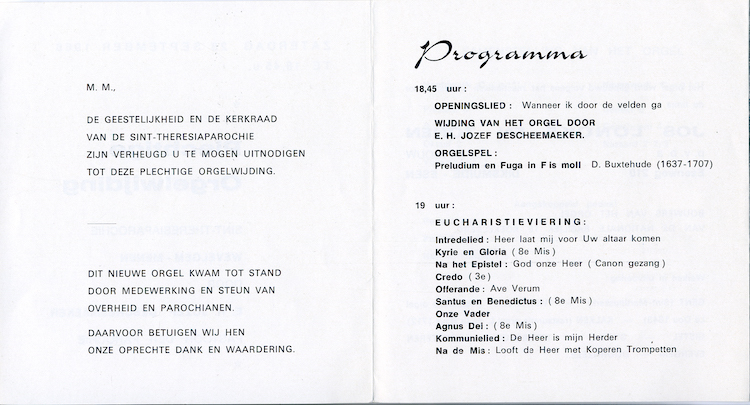 M. M.,
DE GEESTELIJKHEID EN DE KERKRAAD
VAN DE SINT-THERESIAPAROCHIE
ZIJN VERHEUGD U TE MOGEN UITNODIGEN
TOT DEZE PLECHTIGE ORGELWIJDING.
DIT NIEUWE ORGEL KWAM TOT STAND
DOOR MEDEWERKING EN STEUN VAN
OVERHEID EN PAROCHIANEN.
DAARVOOR BETUIGEN WIJ HEN
ONZE OPRECHTE DANK EN WAARDERING.
Programma
18,45 uur :
OPENINGSLIED : Wanneer ik door de velden ga
WIJDING VAN HET ORGEL DOOR
E. H. JOZEF DESCHEEMAEKER.
ORGELSPEL :
Preludium en Fuga in F is moll D. Buxtehude (1637-1707)
19 uur :
EUCHARISTIEVIERING :
Intredelied : Heer laat mij voor Uw altaar komen
Kyrie en Gloria ( 8e Mis )
Na het Epistel : God onze Heer ( Canon gezang )
Credo ( 3e )
Offerande : Ave Verum
Santus en Benedictus : ( 8e Mis )
Onze Vader
Agnus Dei : ( 8e Mis )
Kommunielied : De Heer is mijn Herder
Na de Mis : Looft de Heer met Koperen Trompetten